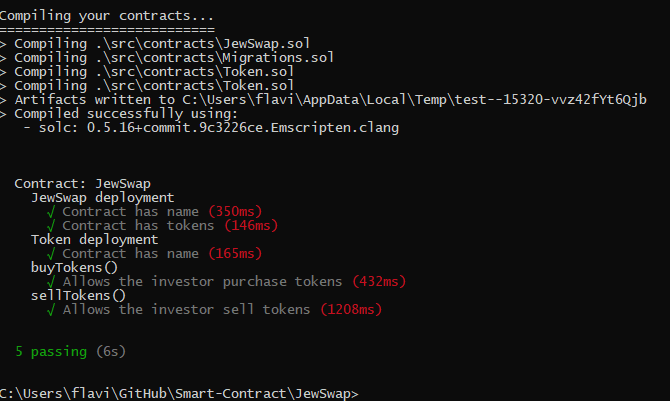 Compiling your contracts...
===========================
> Compiling .\src\contracts\JewSwap.sol
> Compiling .\src\contracts\Migrations.sol
> Compiling .\src\contracts\Token.sol
> Compiling .\src\contracts\Token.sol
> Artifacts written to C:\Users\flavi\AppData\Local\Temp\test--15320-vvz42fYt6Qjb
> Compiled successfully using:
- solc: 0.5.16+commit.9c3226ce.Emscripten.clang
Contract: JewSwap
JewSwap deployment
√ Contract has name (350ms)
√ Contract has tokens (146ms)
Token deployment
√ Contract has name (165ms)
buyTokens()
√ Allows the investor purchase tokens (432ms)
sellTokens()
√ Allows the investor sell tokens (1208ms)
5 passing (6s)
C:\Users\flavi\GitHub\Smart-Contract\JewSwap>